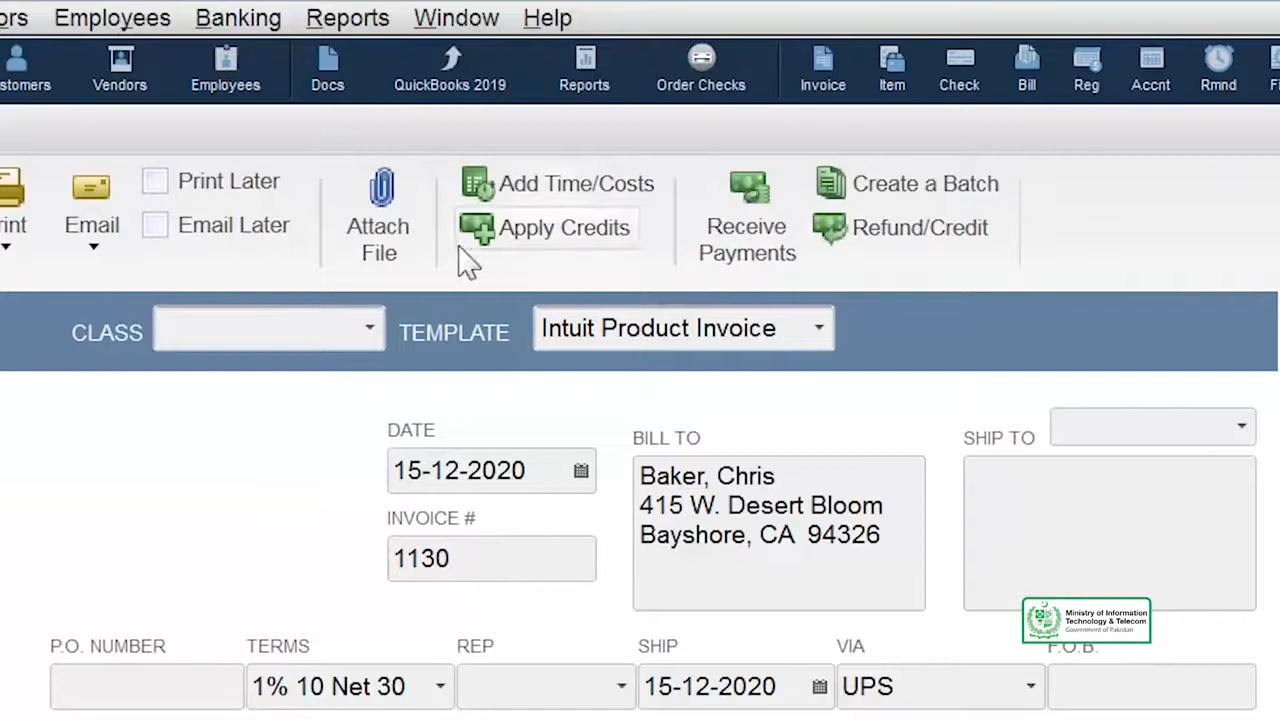 Employees Banking Reports Window Help
Vendors Employees Docs QuickBooks 2019 Reports Order Checks Invoice Item Check Bill Reg Accnt Rmnd
Print Later
Email Later
Email
Attach
File
Add Time/Costs
Apply Credits
Receive
Payments
Create a Batch
Refund/Credit
CLASS TEMPLATE Intuit Product Invoice
DATE
15-12-2020
INVOICE #
1130
BILL TO
Baker, Chris
415 W. Desert Bloom
Bayshore, CA 94326
SHIP TO
Ministry of Information
Technology & Telecom
Government of Pakistan
P.O. NUMBER TERMS REP SHIP VIA F.O.B.
1% 10 Net 30 15-12-2020 UPS